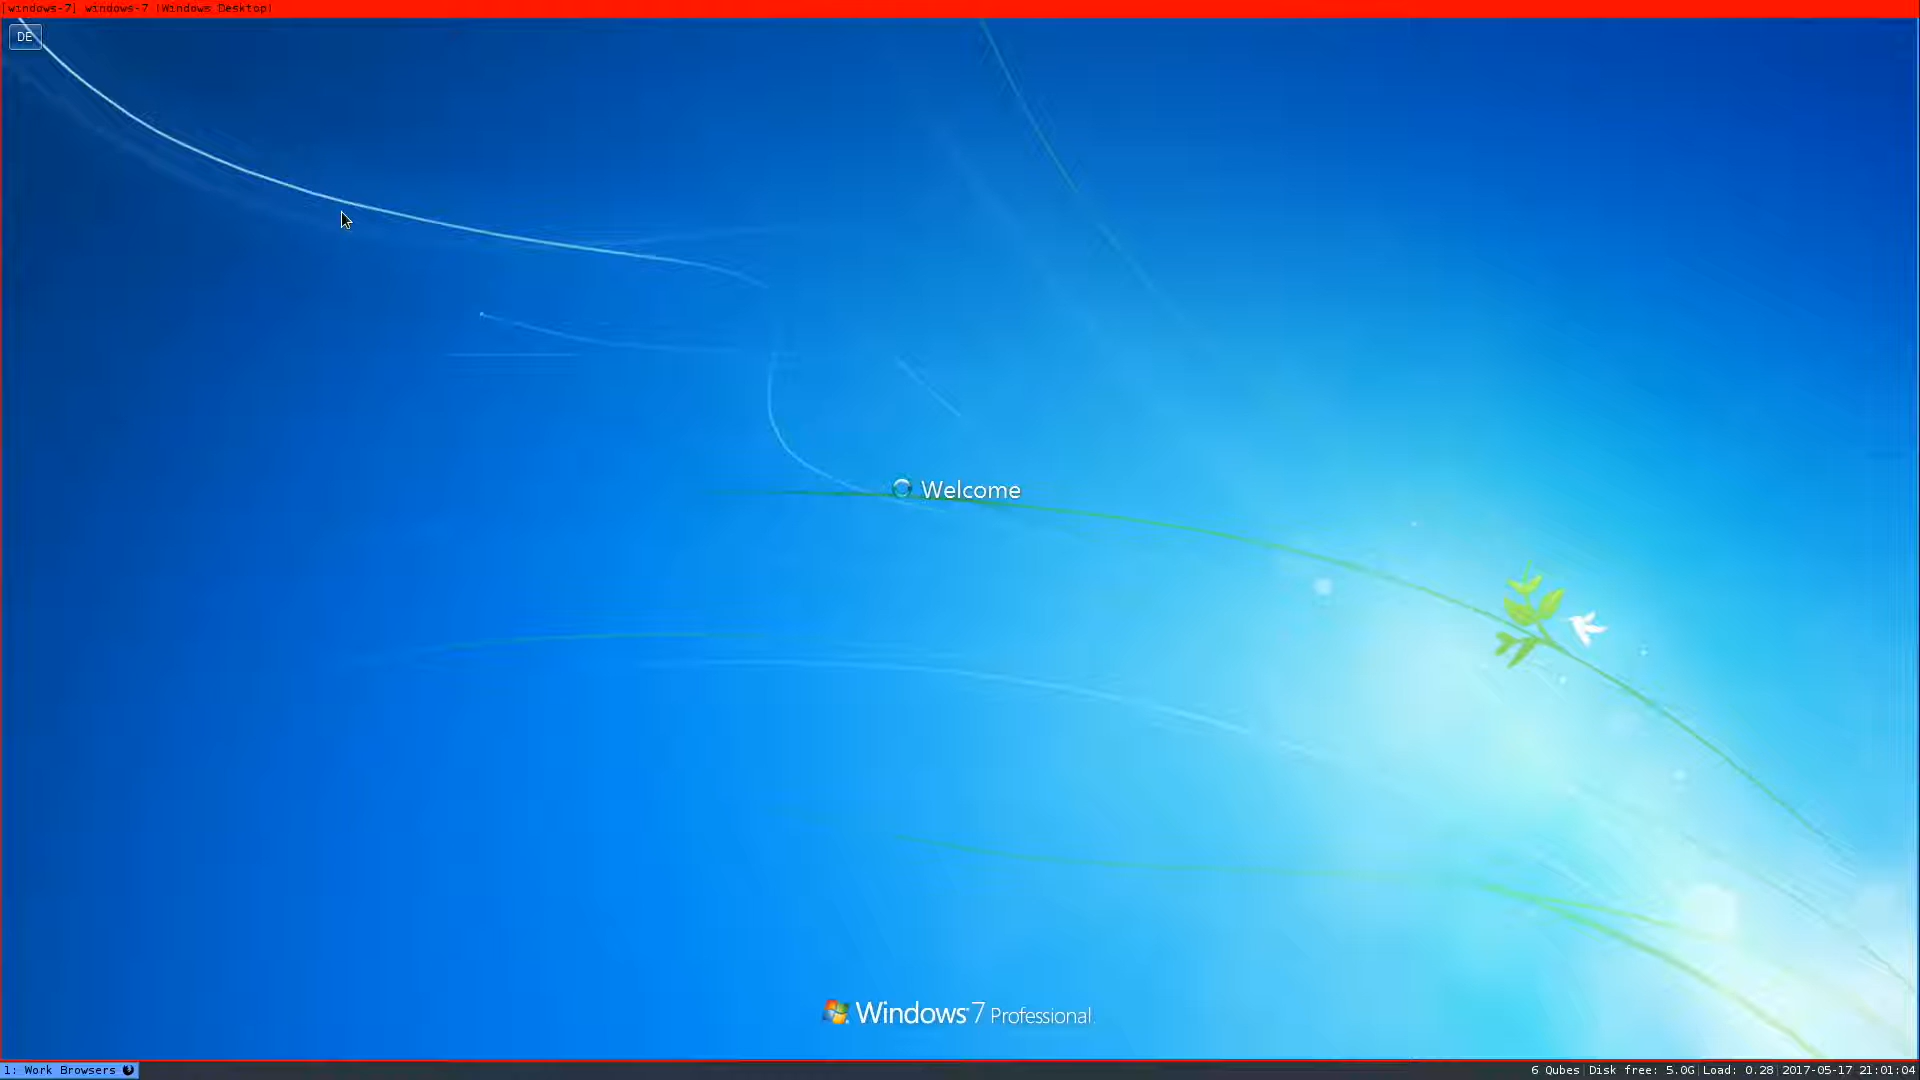 [windows-7] windows-7 (Windows Desktop)
DE
Welcome
Windows 7 Professional
1: Work Browsers
6 Qubes|Disk free: 5.0G|Load: 0.28|2017-05-17 21:01:04